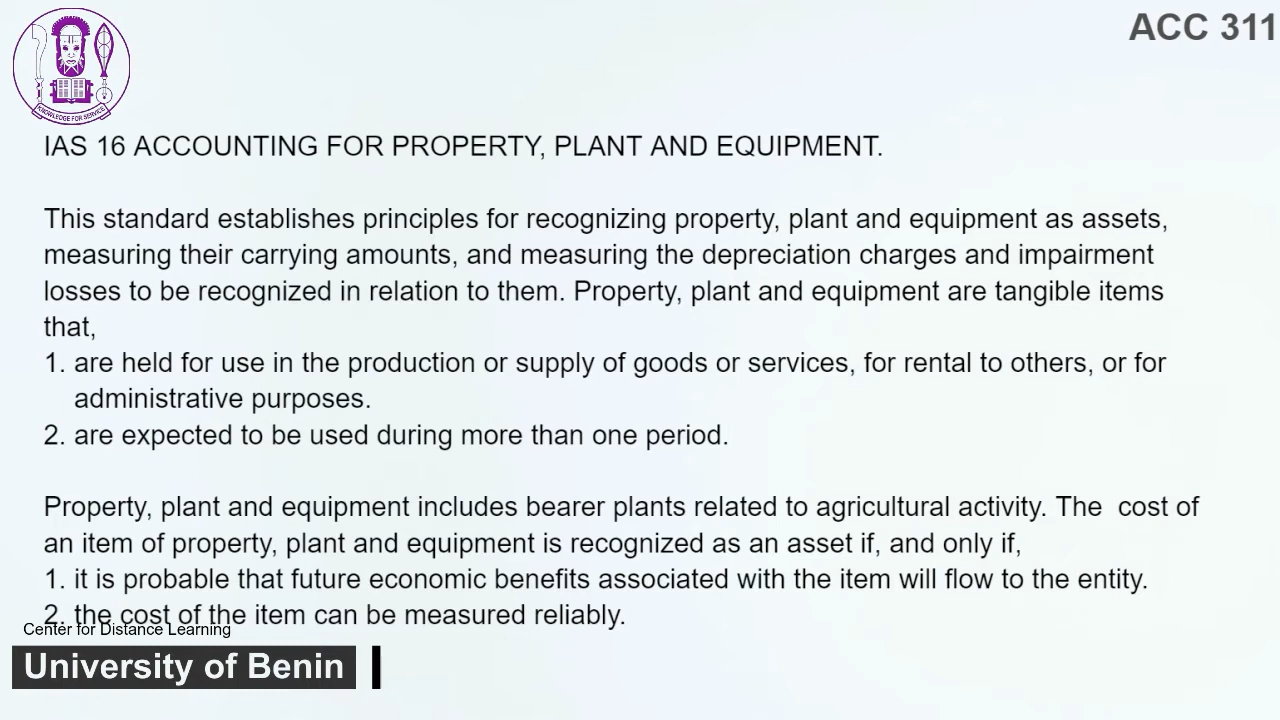 ACC 311
KNOWLEDGE FOR SERVICE
IAS 16 ACCOUNTING FOR PROPERTY, PLANT AND EQUIPMENT.
This standard establishes principles for recognizing property, plant and equipment as assets,
measuring their carrying amounts, and measuring the depreciation charges and impairment
losses to be recognized in relation to them. Property, plant and equipment are tangible items
that,
1. are held for use in the production or supply of goods or services, for rental to others, or for
administrative purposes.
2. are expected to be used during more than one period.
Property, plant and equipment includes bearer plants related to agricultural activity. The  cost of
an item of property, plant and equipment is recognized as an asset if, and only if,
1. it is probable that future economic benefits associated with the item will flow to the entity.
2. the cost of the item can be measured reliably.
Center for Distance Learning
University of Benin